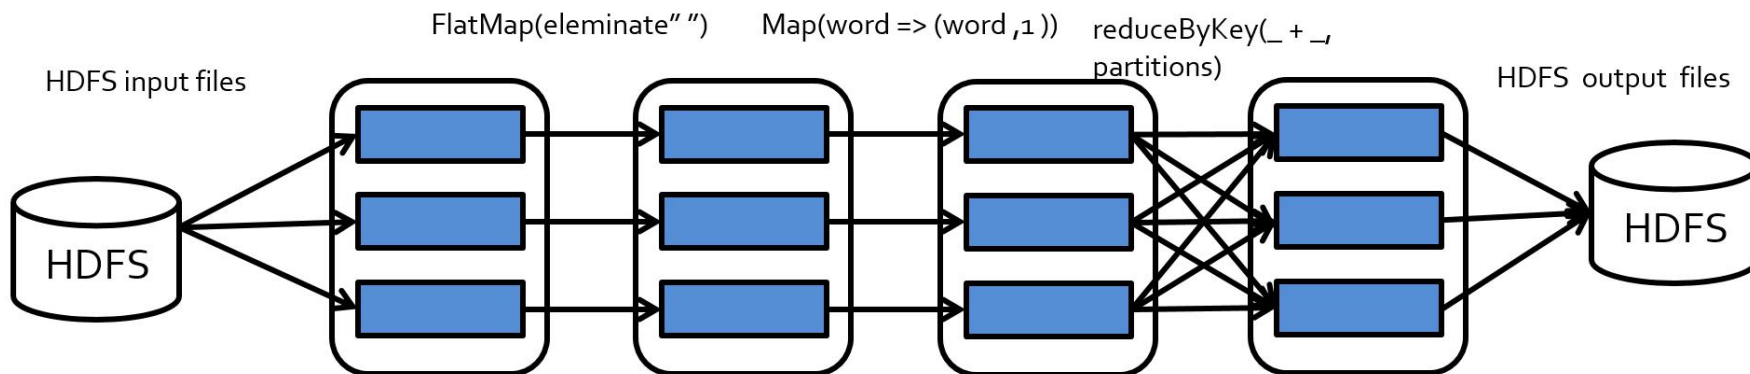 FlatMap(eleminate” ”)
Map(word => (word ,1 ))
reduceByKey(_ + _,
partitions)
HDFS input files
HDFS output files
HDFS
HDFS